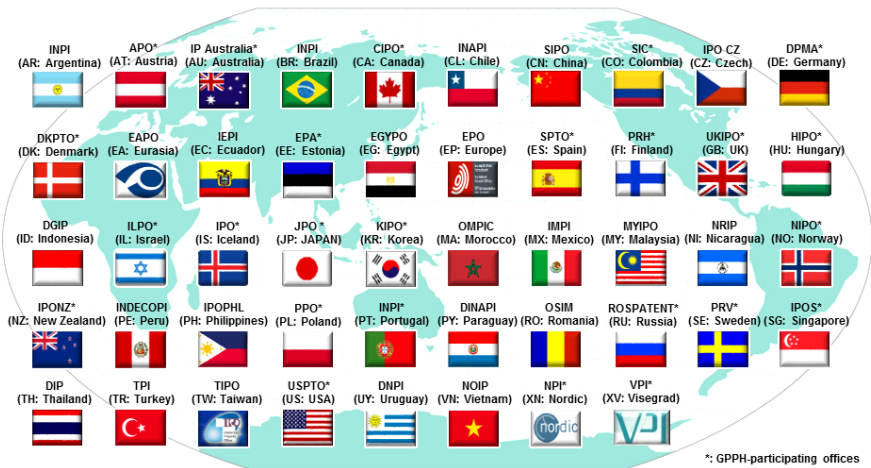 INPI
(AR: Argentina)
APO*
(AT: Austria)
IP Australia*
(AU: Australia)
INPI
(BR: Brazil)
CIPO*
(CA: Canada)
INAPI
(CL: Chile)
SIPO
(CN: China)
SIC*
(CO: Colombia)
IPO CZ
(CZ: Czech)
DPMA*
(DE: Germany)
DKPTO*
(DK: Denmark)
EAPO
(EA: Eurasia)
IEPI
(EC: Ecuador)
EPA*
(EE: Estonia)
EGYPO
(EG: Egypt)
EPO
(EP: Europe)
SPTO*
(ES: Spain)
PRH*
(FI: Finland)
UKIPO*
(GB: UK)
HIPO*
(HU: Hungary)
DGIP
(ID: Indonesia)
ILPO*
(IL: Israel)
IPO*
(IS: Iceland)
JPO *
(JP: JAPAN)
KIPO*
(KR: Korea)
OMPIC
(MA: Morocco)
IMPI
(MX: Mexico)
MYIPO
(MY: Malaysia)
NRIP
(NI: Nicaragua)
NIPO*
(NO: Norway)
IPONZ*
(NZ: New Zealand)
INDECOPI
(PE: Peru)
IPOPHL
(PH: Philippines)
PPO*
(PL: Poland)
INPI*
(PT: Portugal)
DINAPI
(PY: Paraguay)
OSIM
(RO: Romania)
ROSPATENT*
(RU: Russia)
PRV*
(SE: Sweden)
IPOS*
(SG: Singapore)
DIP
(TH: Thailand)
TPI
(TR: Turkey)
TIPO
(TW: Taiwan)
USPTO*
(US: USA)
DNPI
(UY: Uruguay)
NOIP
(VN: Vietnam)
NPI*
(XN: Nordic)
VPI*
(XV: Visegrad)
nordic
VPI
*: GPPH-participating offices